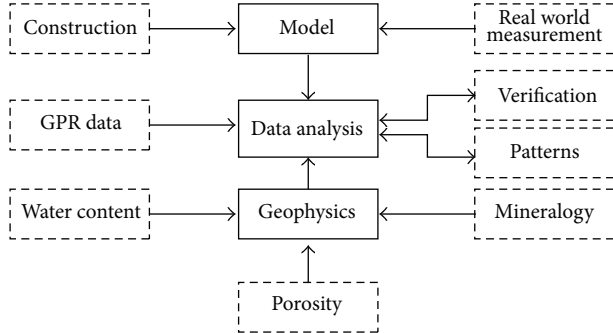 Construction
Model
Real world
measurement
GPR data
Data analysis
Verification
Patterns
Water content
Geophysics
Mineralogy
Porosity